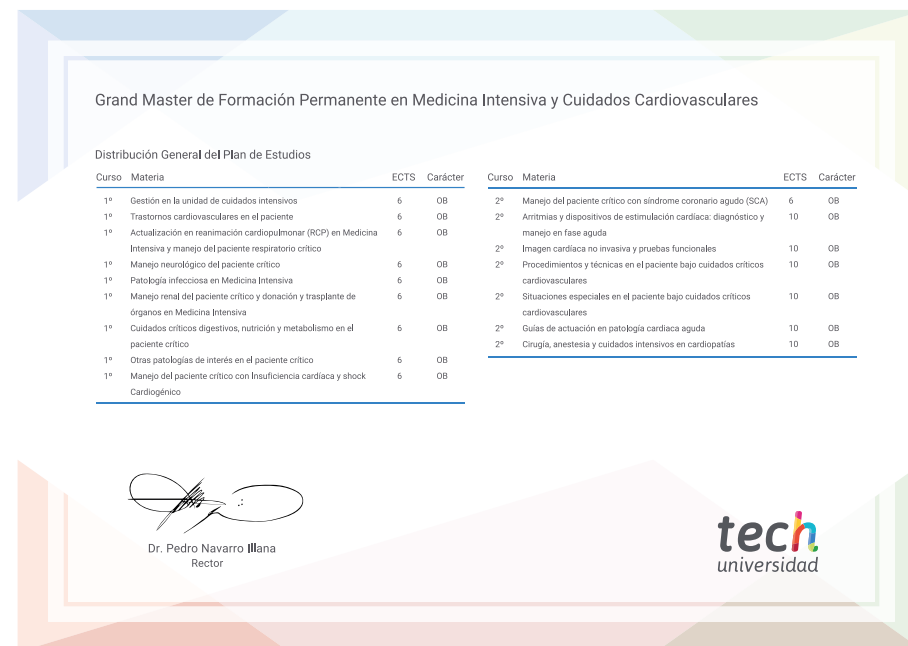 Grand Master de Formación Permanente en Medicina Intensiva y Cuidados Cardiovasculares
Distribución General del Plan de Estudios
Curso Materia ECTS Carácter
1º Gestión en la unidad de cuidados intensivos 6 OB
1º Trastornos cardiovasculares en el paciente 6 OB
1º Actualización en reanimación cardiopulmonar (RCP) en Medicina 6 OB
Intensiva y manejo del paciente respiratorio crítico
1º Manejo neurológico del paciente crítico 6 OB
1º Patología infecciosa en Medicina Intensiva 6 OB
1º Manejo renal del paciente crítico y donación y trasplante de 6 OB
órganos en Medicina Intensiva
1º Cuidados críticos digestivos, nutrición y metabolismo en el 6 OB
paciente crítico
1º Otras patologías de interés en el paciente crítico 6 OB
1º Manejo del paciente crítico con Insuficiencia cardíaca y shock 6 OB
Cardiogénico
Curso Materia ECTS Carácter
2º Manejo del paciente crítico con síndrome coronario agudo (SCA) 6 OB
2º Arritmias y dispositivos de estimulación cardíaca: diagnóstico y 10 OB
manejo en fase aguda
2º Imagen cardíaca no invasiva y pruebas funcionales 10 OB
2º Procedimientos y técnicas en el paciente bajo cuidados críticos 10 OB
cardiovasculares
2º Situaciones especiales en el paciente bajo cuidados críticos 10 OB
cardiovasculares
2º Guías de actuación en patología cardiaca aguda 10 OB
2º Cirugía, anestesia y cuidados intensivos en cardiopatías 10 OB
Dr. Pedro Navarro Illana
Rector
tech
universidad